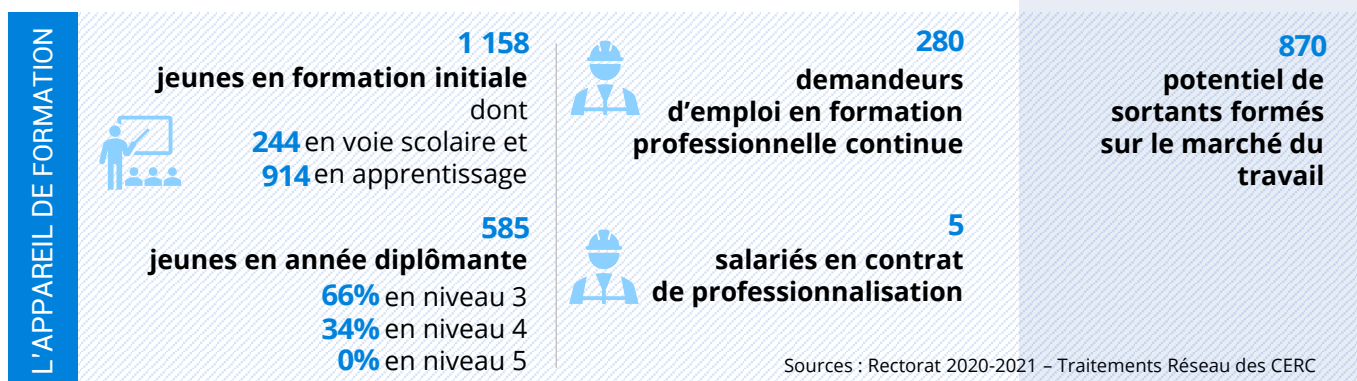 L'APPAREIL DE FORMATION
1 158
jeunes en formation initiale
dont
244 en voie scolaire et
914 en apprentissage
585
jeunes en année diplômante
66% en niveau 3
34% en niveau 4
0% en niveau 5
280
demandeurs
d’emploi en formation
professionnelle continue
5
salariés en contrat
de professionnalisation
870
potentiel de
sortants formés
sur le marché du
travail
Sources : Rectorat 2020-2021 – Traitements Réseau des CERC